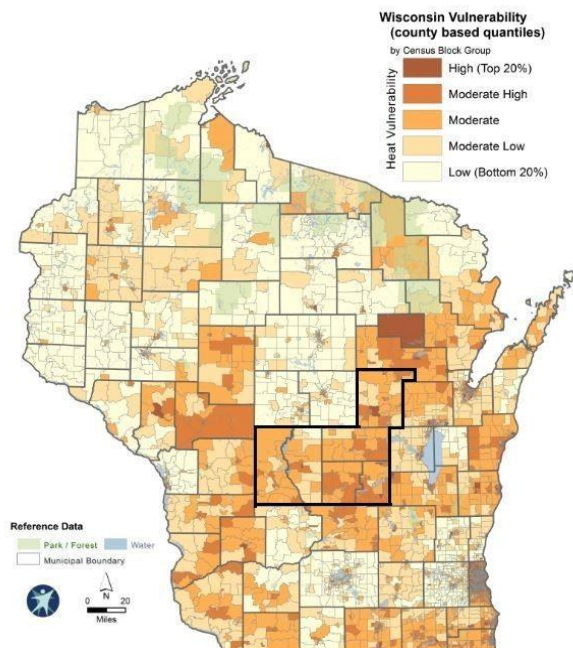 Wisconsin Vulnerability
(county based quantiles)
by Census Block Group
Heat Vulnerability
High (Top 20%)
Moderate High
Moderate
Moderate Low
Low (Bottom 20%)
Reference Data
Park / Forest
Water
Municipal Boundary
N
0 20
Miles